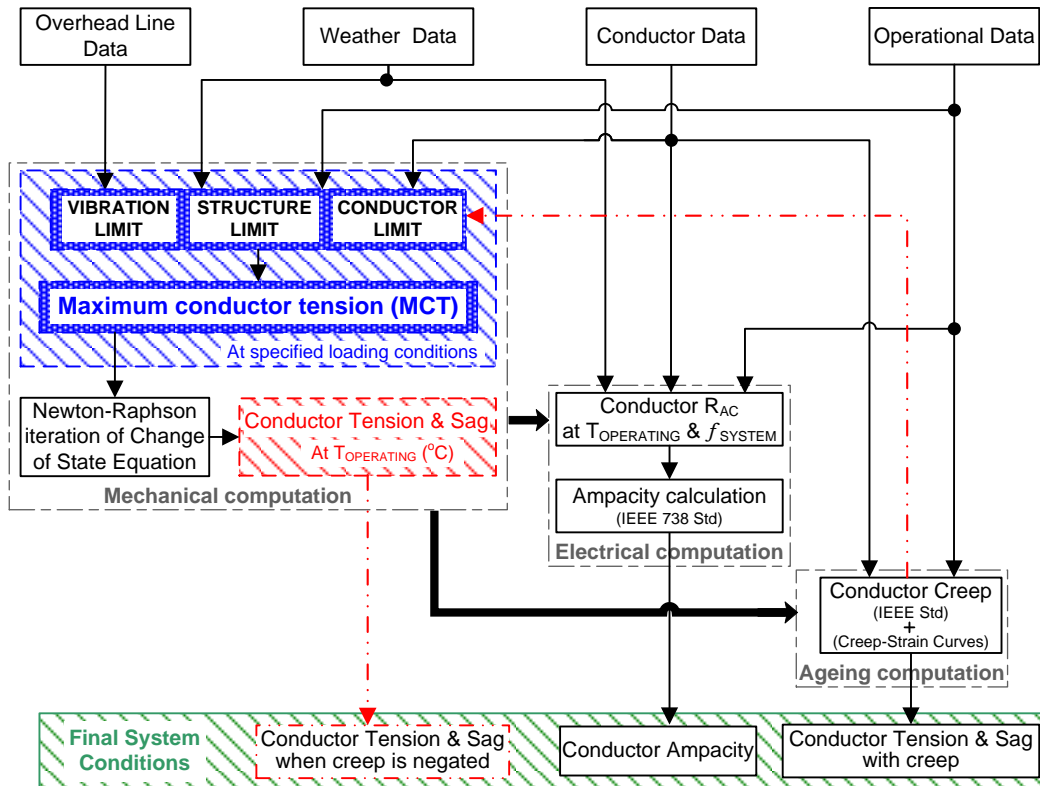 Overhead Line
Data
Weather Data
Conductor Data
Operational Data
VIBRATION
LIMIT
STRUCTURE
LIMIT
CONDUCTOR
LIMIT
Maximum conductor tension (MCT)
At specified loading conditions
Newton-Raphson
iteration of Change
of State Equation
Conductor Tension & Sag
At TOPERATING (°C)
Mechanical computation
Conductor RAC
at TOPERATING & fSYSTEM
Ampacity calculation
(IEEE 738 Std)
Electrical computation
Conductor Creep
(IEEE Std)
+
(Creep-Strain Curves)
Ageing computation
Final System
Conditions
Conductor Tension & Sag
when creep is negated
Conductor Ampacity
Conductor Tension & Sag
with creep